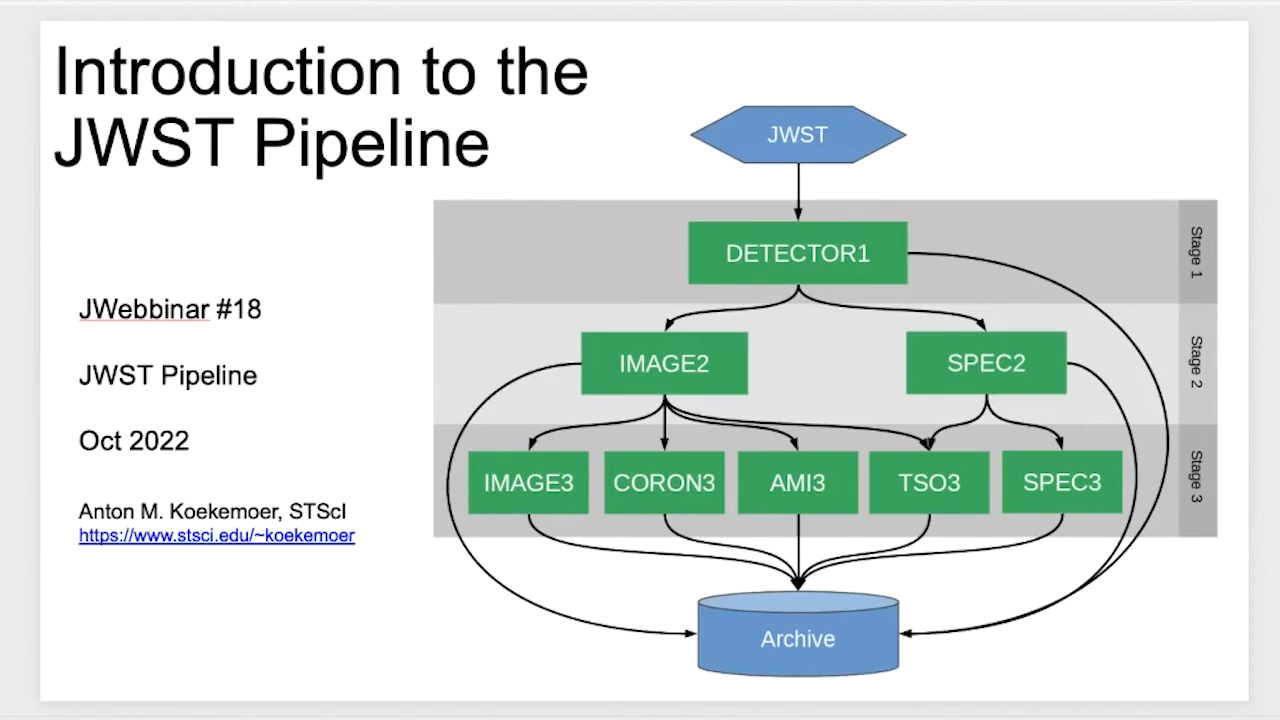 Introduction to the
JWST Pipeline
JWebbinar #18
JWST Pipeline
Oct 2022
Anton M. Koekemoer, STScI
https://www.stsci.edu/~koekemoer
JWST
DETECTOR1
Stage 1
IMAGE2
SPEC2
Stage 2
IMAGE3
CORON3
AMI3
TSO3
SPEC3
Stage 3
Archive